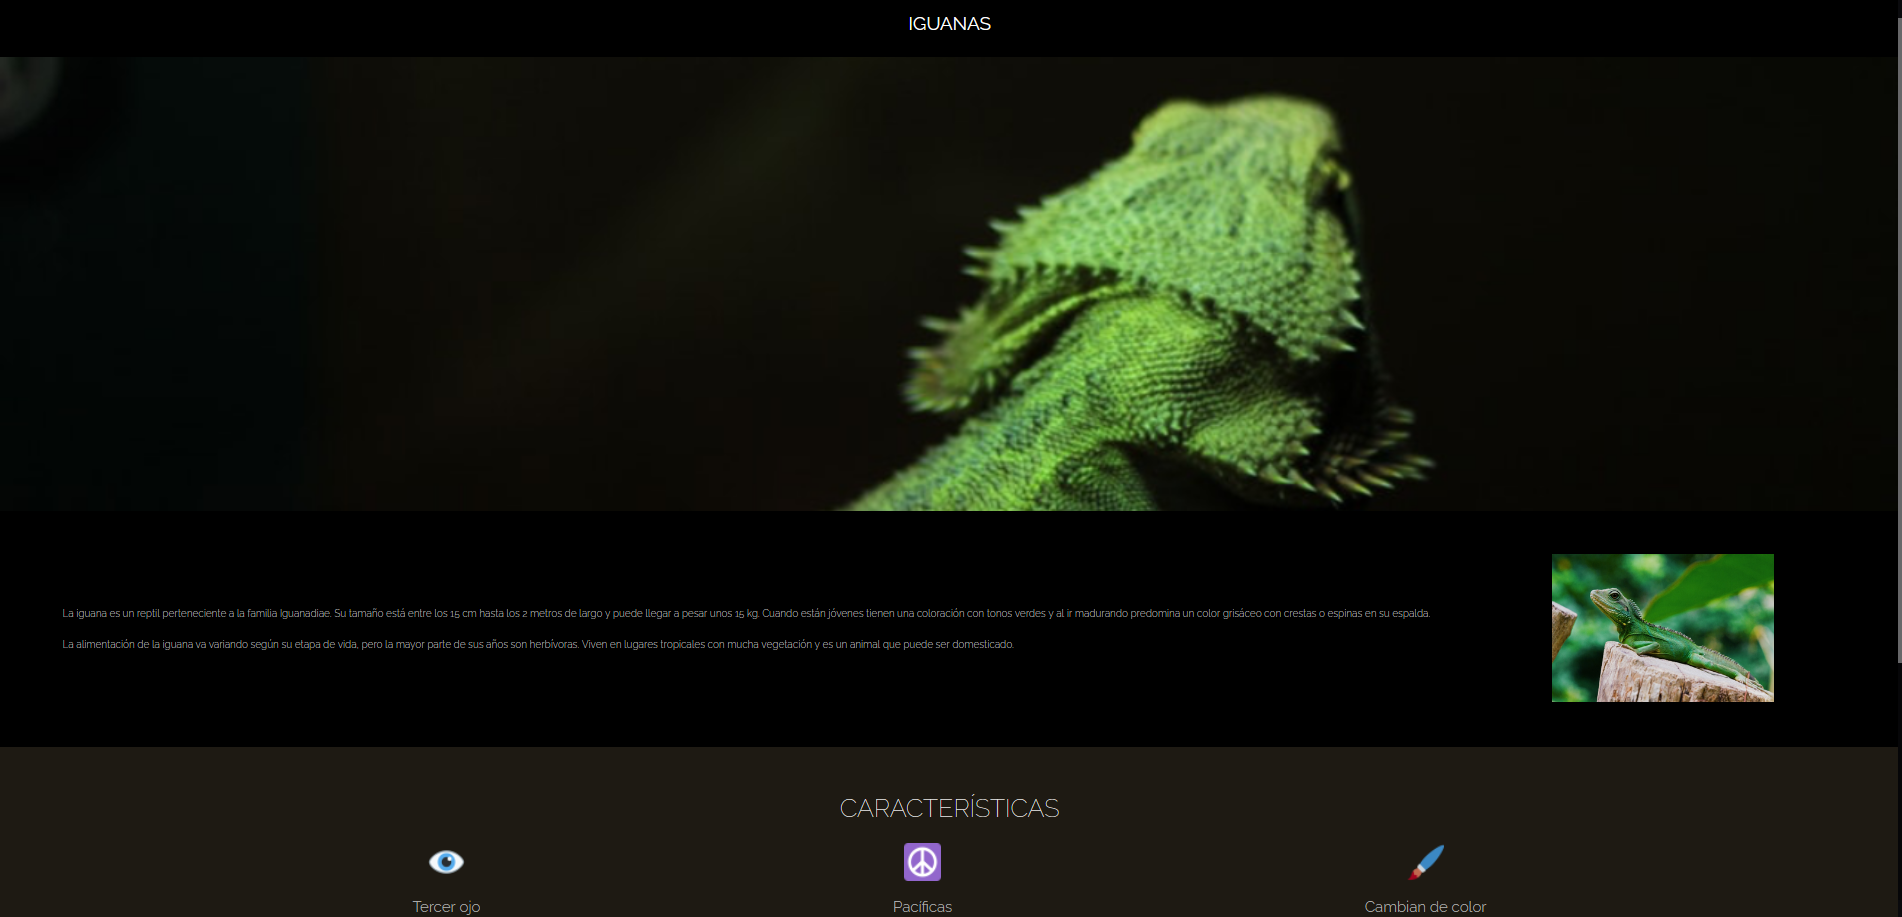 IGUANAS
La iguana es un reptil perteneciente a la familia Iguanadiae. Su tamaño está entre los 15 cm hasta los 2 metros de largo y puede llegar a pesar unos 15 kg. Cuando están jóvenes tienen una coloración con tonos verdes y al ir madurando predomina un color grisáceo con crestas o espinas en su espalda.
La alimentación de la iguana va variando según su etapa de vida, pero la mayor parte de sus años son herbívoras. Viven en lugares tropicales con mucha vegetación y es un animal que puede ser domesticado.
CARACTERÍSTICAS
Tercer ojo
Pacíficas
Cambian de color